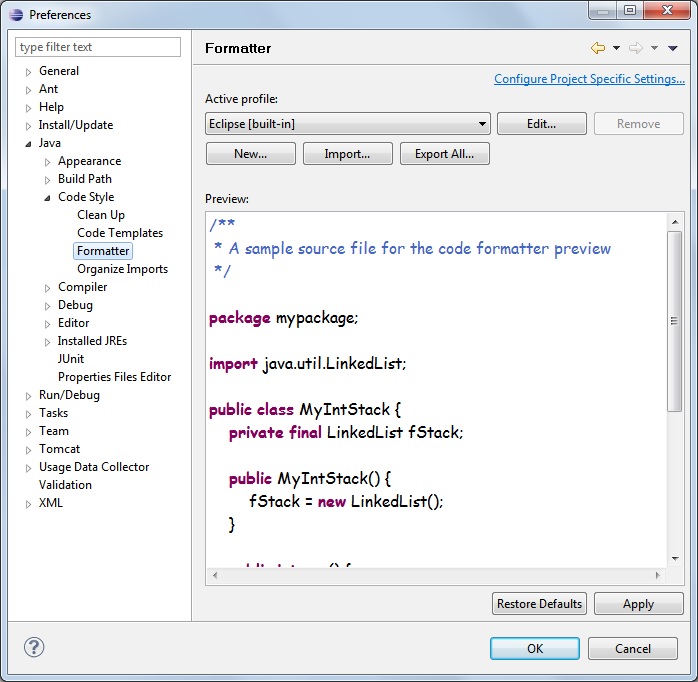 Preferences
type filter text
General
Ant
Help
Install/Update
Java
Appearance
Build Path
Code Style
Clean Up
Code Templates
Formatter
Organize Imports
Compiler
Debug
Editor
Installed JREs
JUnit
Properties Files Editor
Run/Debug
Tasks
Team
Tomcat
Usage Data Collector
Validation
XML
Formatter
Configure Project Specific Settings...
Active profile:
Eclipse [built-in]
Edit...
Remove
New...
Import...
Export All...
Preview:
/**
* A sample source file for the code formatter preview
*/
package mypackage;
import java.util.LinkedList;
public class MyIntStack {
private final LinkedList fStack;
public MyIntStack() {
fStack = new LinkedList();
}
Restore Defaults
Apply
?
OK
Cancel